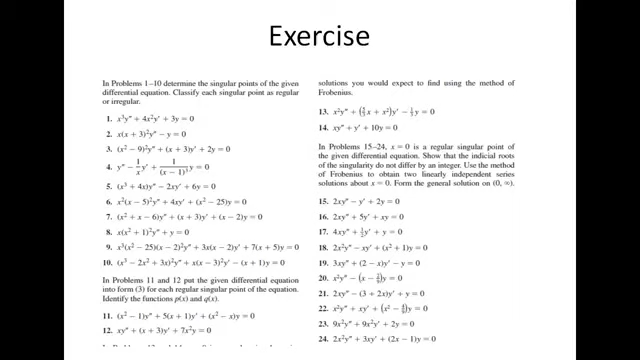 Exercise
In Problems 1–10 determine the singular points of the given
differential equation. Classify each singular point as regular
or irregular.
1. x³y″ + 4x²y′ + 3y = 0
2. x(x + 3)²y″ − y = 0
3. (x² − 9)²y″ + (x + 3)y′ + 2y = 0
4. y″ − 1/x y′ + 1/(x − 1)³ y = 0
5. (x³ + 4x)y″ − 2xy′ + 6y = 0
6. x²(x − 5)²y″ + 4xy′ + (x² − 25)y = 0
7. (x² + x − 6)y″ + (x + 3)y′ + (x − 2)y = 0
8. x(x² + 1)²y″ + y = 0
9. x³(x² − 25)(x − 2)²y″ + 3x(x − 2)y′ + 7(x + 5)y = 0
10. (x³ − 2x² + 3x)²y″ + x(x − 3)²y′ − (x + 1)y = 0
In Problems 11 and 12 put the given differential equation
into form (3) for each regular singular point of the equation.
Identify the functions p(x) and q(x).
11. (x² − 1)y″ + 5(x + 1)y′ + (x² − x)y = 0
12. xy″ + (x + 3)y′ + 7x²y = 0
solutions you would expect to find using the method of
Frobenius.
13. x²y″ + (5/3 x + x²)y′ − 1/3 y = 0
14. xy″ + y′ + 10y = 0
In Problems 15–24, x = 0 is a regular singular point of
the given differential equation. Show that the indicial roots
of the singularity do not differ by an integer. Use the method
of Frobenius to obtain two linearly independent series
solutions about x = 0. Form the general solution on (0, ∞).
15. 2xy″ − y′ + 2y = 0
16. 2xy″ + 5y′ + xy = 0
17. 4xy″ + 1/2 y′ + y = 0
18. 2x²y″ − xy′ + (x² + 1)y = 0
19. 3xy″ + (2 − x)y′ − y = 0
20. x²y″ − (x − 2/9)y = 0
21. 2xy″ − (3 + 2x)y′ + y = 0
22. x²y″ + xy′ + (x² − 4/9)y = 0
23. 9x²y″ + 9x²y′ + 2y = 0
24. 2x²y″ + 3xy′ + (2x − 1)y = 0